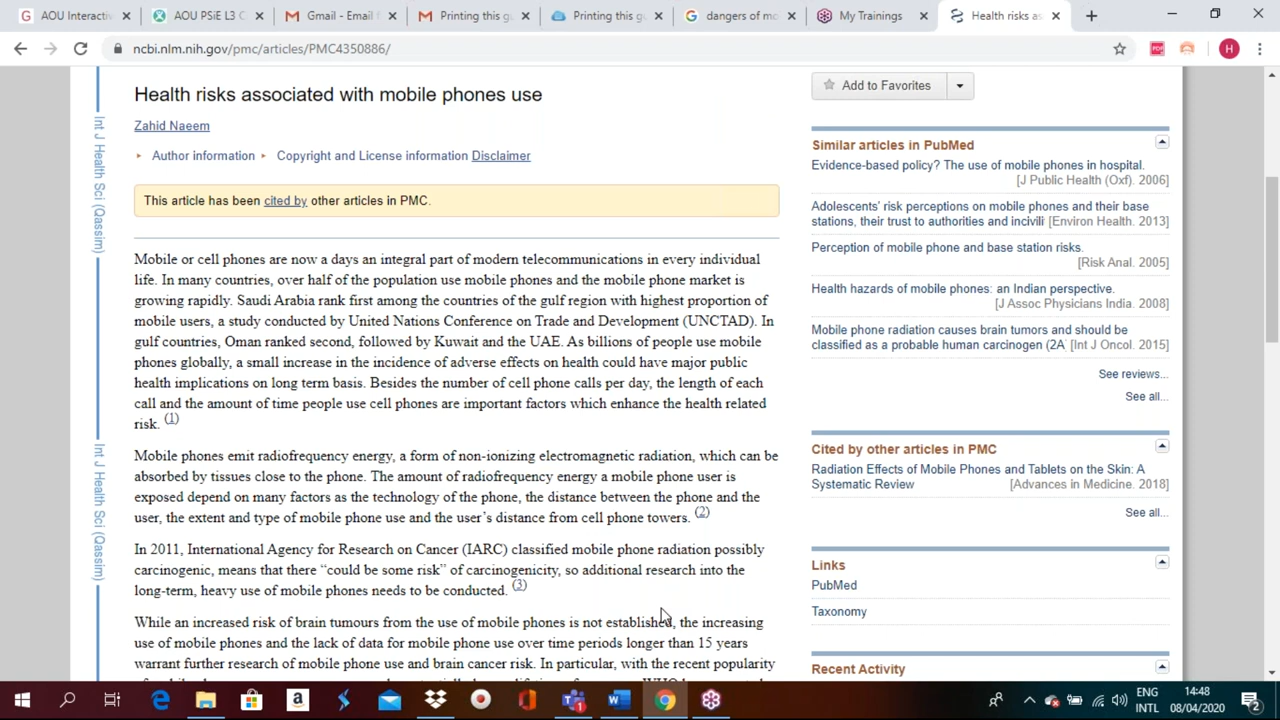 AOU Interactiv
AOU PSiE L3 C
Gmail - Email f
Printing this gu
Printing this gu
dangers of mo
My Trainings
Health risks as
ncbi.nlm.nih.gov/pmc/articles/PMC4350886/
PDF
H
Health risks associated with mobile phones use
Zahid Naeem
Author information
Copyright and License information Disclaimer
This article has been cited by other articles in PMC.
Int J Health Sci (Qassim)
Int J Health Sci (Qassim)
Mobile or cell phones are now a days an integral part of modern telecommunications in every individual
life. In many countries, over half of the population use mobile phones and the mobile phone market is
growing rapidly. Saudi Arabia rank first among the countries of the gulf region with highest proportion of
mobile users, a study conducted by United Nations Conference on Trade and Development (UNCTAD). In
gulf countries, Oman ranked second, followed by Kuwait and the UAE. As billions of people use mobile
phones globally, a small increase in the incidence of adverse effects on health could have major public
health implications on long term basis. Besides the number of cell phone calls per day, the length of each
call and the amount of time people use cell phones are important factors which enhance the health related
risk. (1)
Mobile phones emit radiofrequency energy, a form of non-ionizing electromagnetic radiation, which can be
absorbed by tissues close to the phone. The amount of radiofrequency energy a mobile phone user is
exposed depend on many factors as the technology of the phone, the distance between the phone and the
user, the extent and type of mobile phone use and the user's distance from cell phone towers. (2)
In 2011, international Agency for Research on Cancer (IARC) classified mobile phone radiation possibly
carcinogenic, means that there “could be some risk” of carcinogenicity, so additional research into the
long-term, heavy use of mobile phones needs to be conducted. (3)
While an increased risk of brain tumours from the use of mobile phones is not established, the increasing
use of mobile phones and the lack of data for mobile phone use over time periods longer than 15 years
warrant further research of mobile phone use and brain cancer risk. In particular, with the recent popularity
Add to Favorites
Similar articles in PubMed
Evidence-based policy? The use of mobile phones in hospital.
[J Public Health (Oxf). 2006]
Adolescents' risk perceptions on mobile phones and their base
stations, their trust to authorities and incivili [Environ Health. 2013]
Perception of mobile phone and base station risks.
[Risk Anal. 2005]
Health hazards of mobile phones: an Indian perspective.
[J Assoc Physicians India. 2008]
Mobile phone radiation causes brain tumors and should be
classified as a probable human carcinogen (2A [Int J Oncol. 2015]
See reviews...
See all...
Cited by other articles in PMC
Radiation Effects of Mobile Phones and Tablets on the Skin: A
Systematic Review [Advances in Medicine. 2018]
See all...
Links
PubMed
Taxonomy
Recent Activity
ENG
INTL
14:48
08/04/2020
2